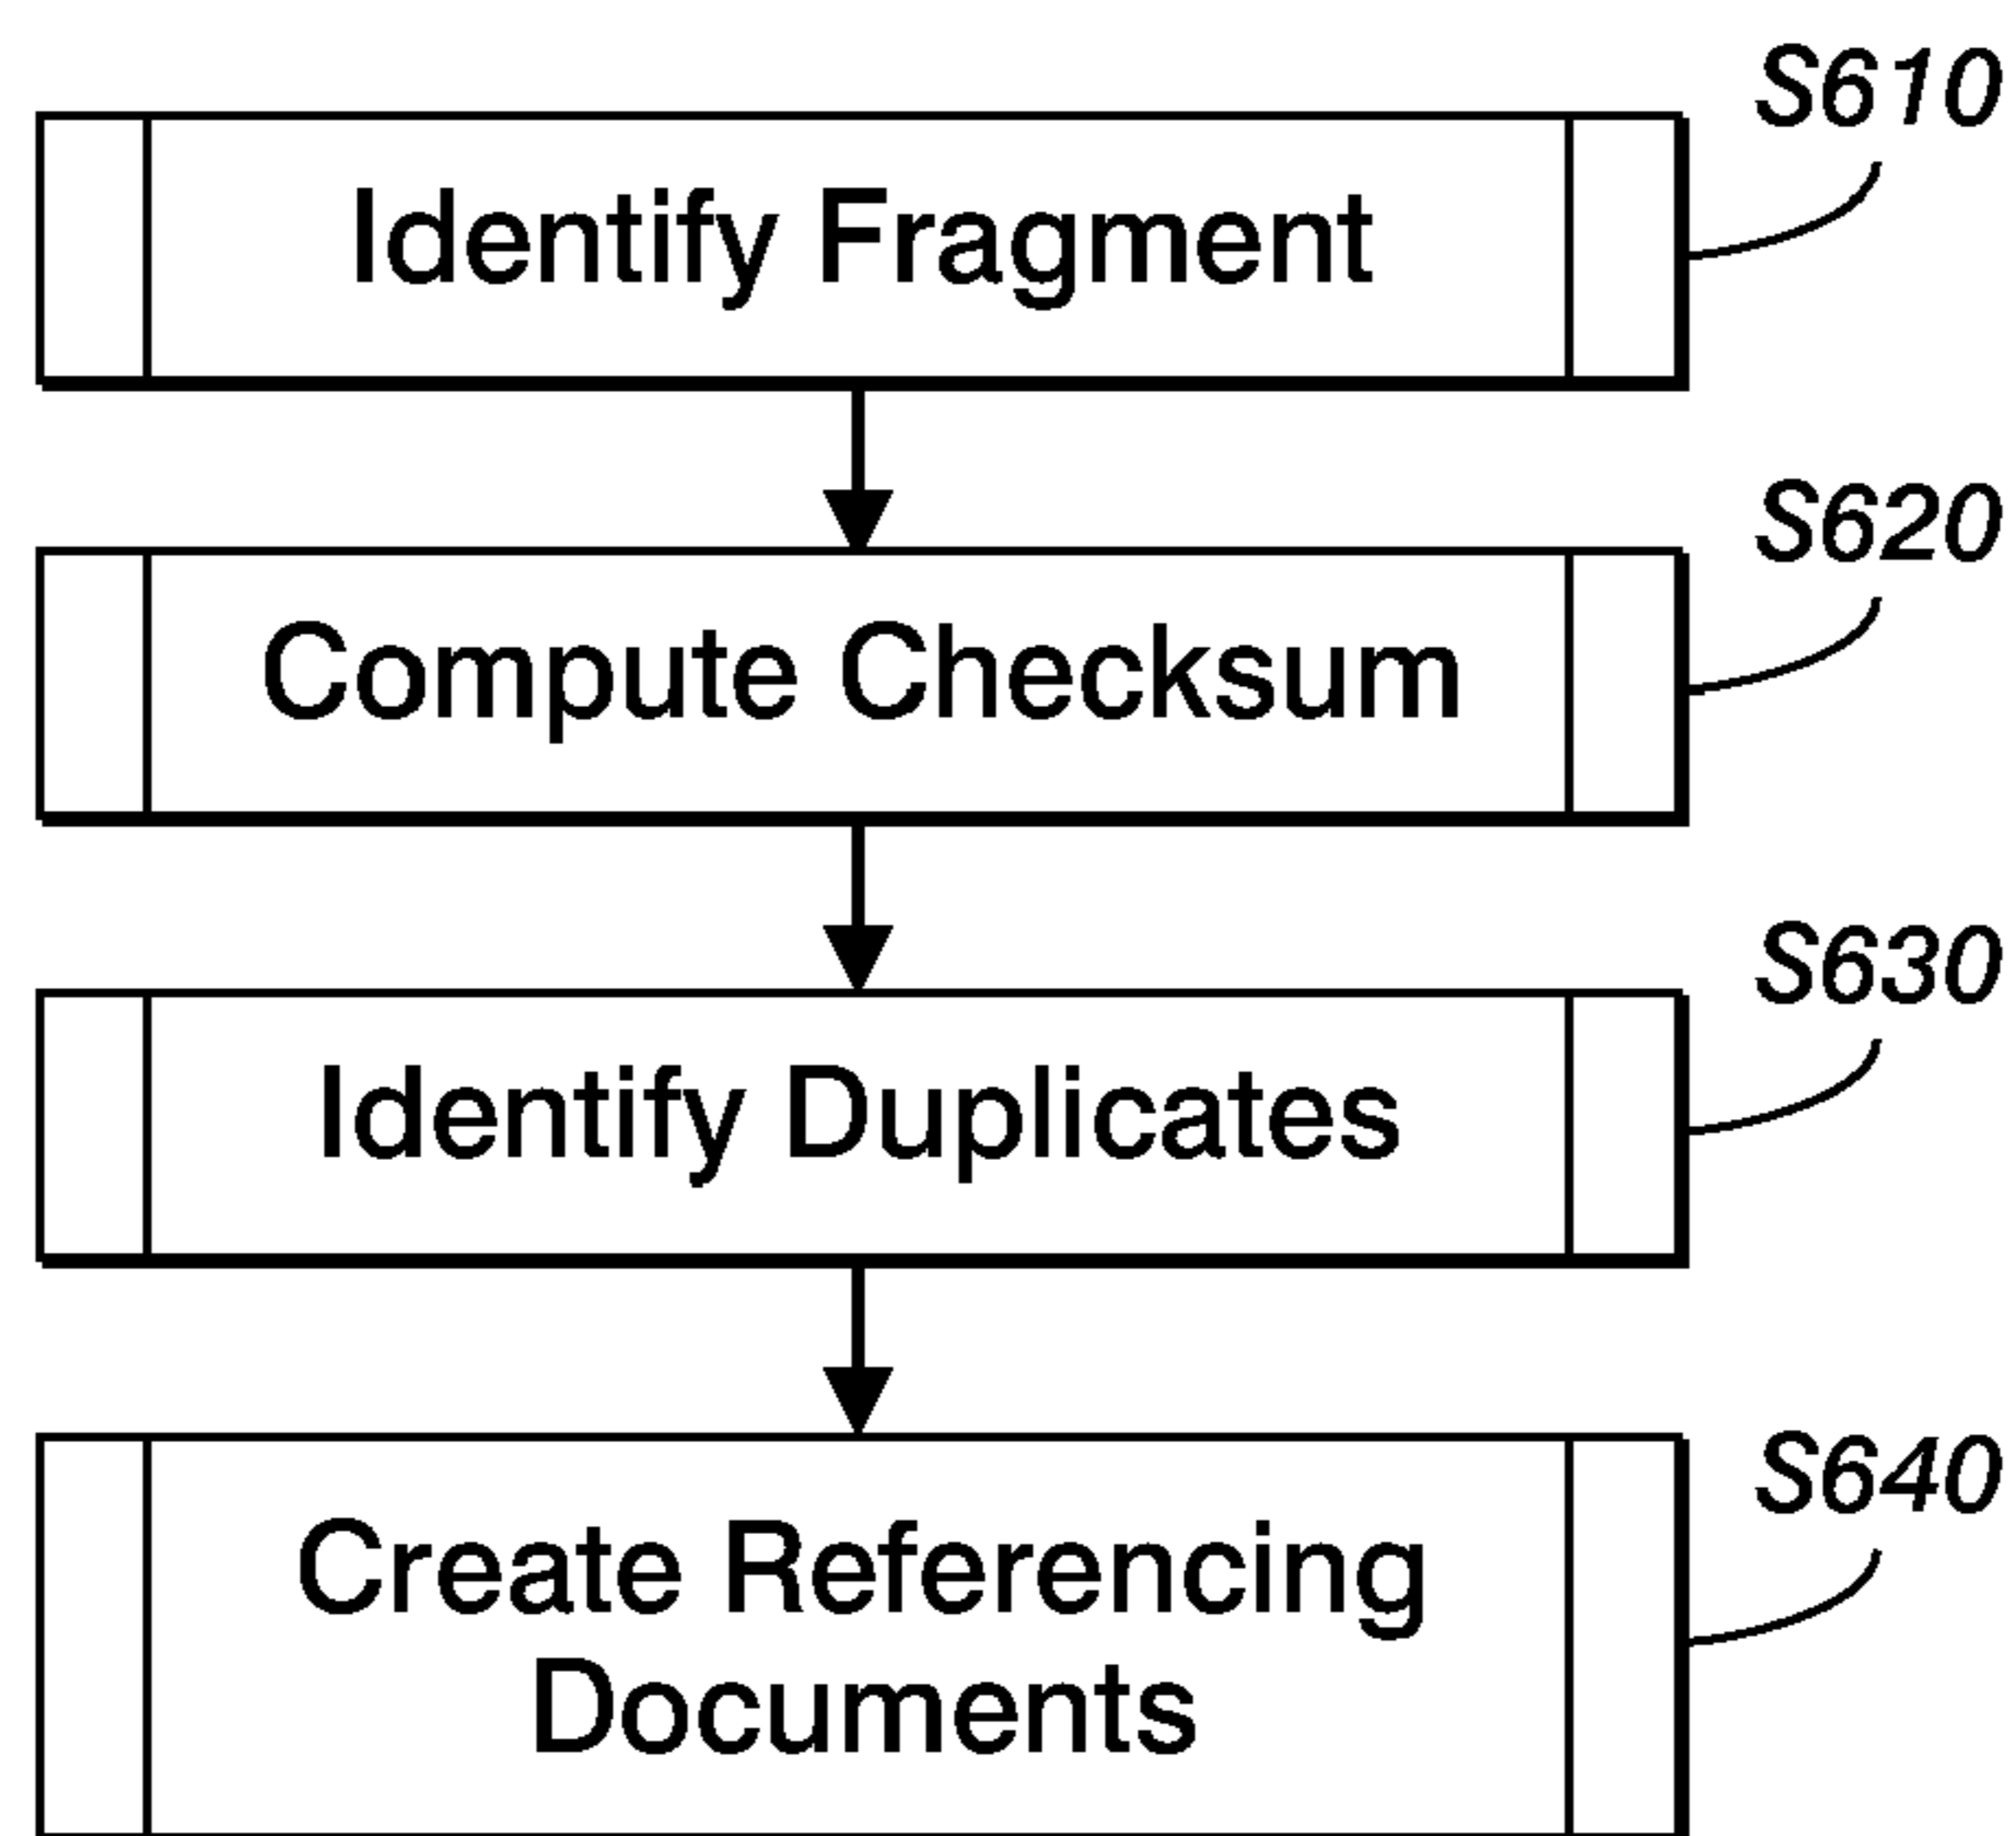 S610
Identify Fragment
S620
Compute Checksum
S630
Identify Duplicates
S640
Create Referencing
Documents